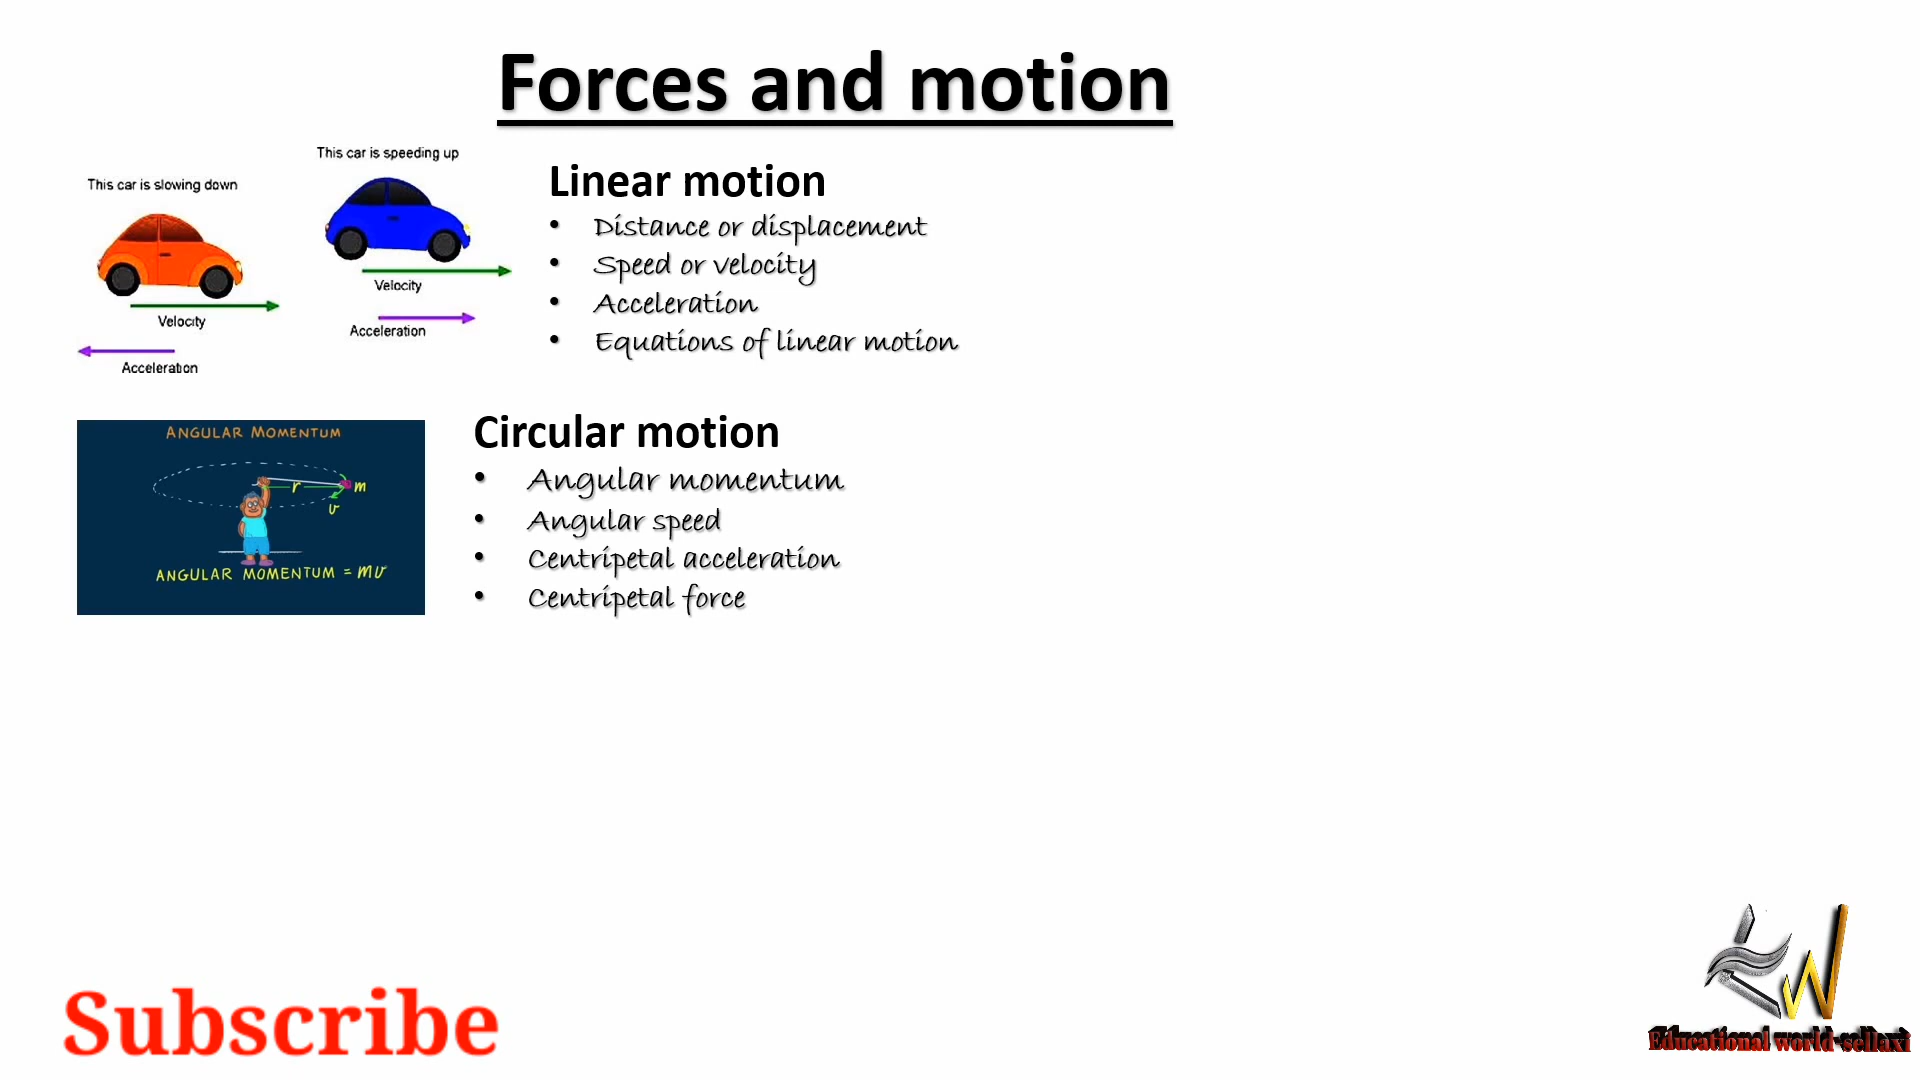 Forces and motion
This car is speeding up
This car is slowing down
Velocity
Acceleration
Velocity
Acceleration
Linear motion
• Distance or displacement
• Speed or velocity
• Acceleration
• Equations of linear motion
ANGULAR MOMENTUM
r
m
v
ANGULAR MOMENTUM = mv
Circular motion
• Angular momentum
• Angular speed
• Centripetal acceleration
• Centripetal force
Subscribe
EW
Educational world-sellaxi